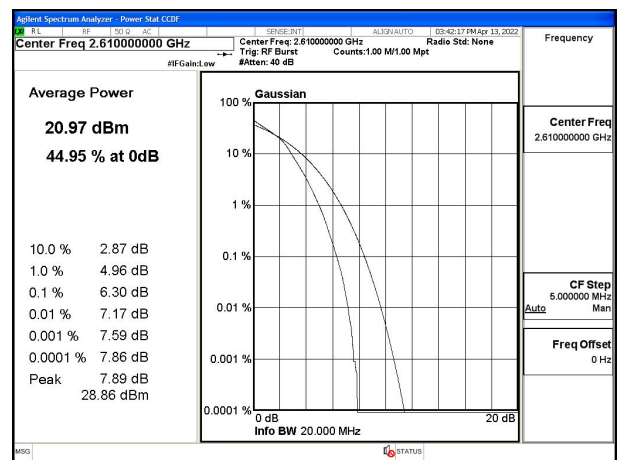 Agilent Spectrum Analyzer - Power Stat CCDF
RL RF 50 Ω AC SENSE:INT ALIGN AUTO 03:42:17 PM Apr 13, 2022
Center Freq 2.610000000 GHz
Center Freq: 2.610000000 GHz Radio Std: None
Trig: RF Burst Counts:1.00 M/1.00 Mpt
#IFGain:Low #Atten: 40 dB
Frequency
Average Power
20.97 dBm
44.95 % at 0dB
10.0 % 2.87 dB
1.0 % 4.96 dB
0.1 % 6.30 dB
0.01 % 7.17 dB
0.001 % 7.59 dB
0.0001 % 7.86 dB
Peak 7.89 dB
28.86 dBm
Gaussian
100 %
10 %
1 %
0.1 %
0.01 %
0.001 %
0.0001 %
0 dB 20 dB
Info BW 20.000 MHz
Center Freq
2.610000000 GHz
CF Step
5.000000 MHz
Auto Man
Freq Offset
0 Hz
MSG STATUS